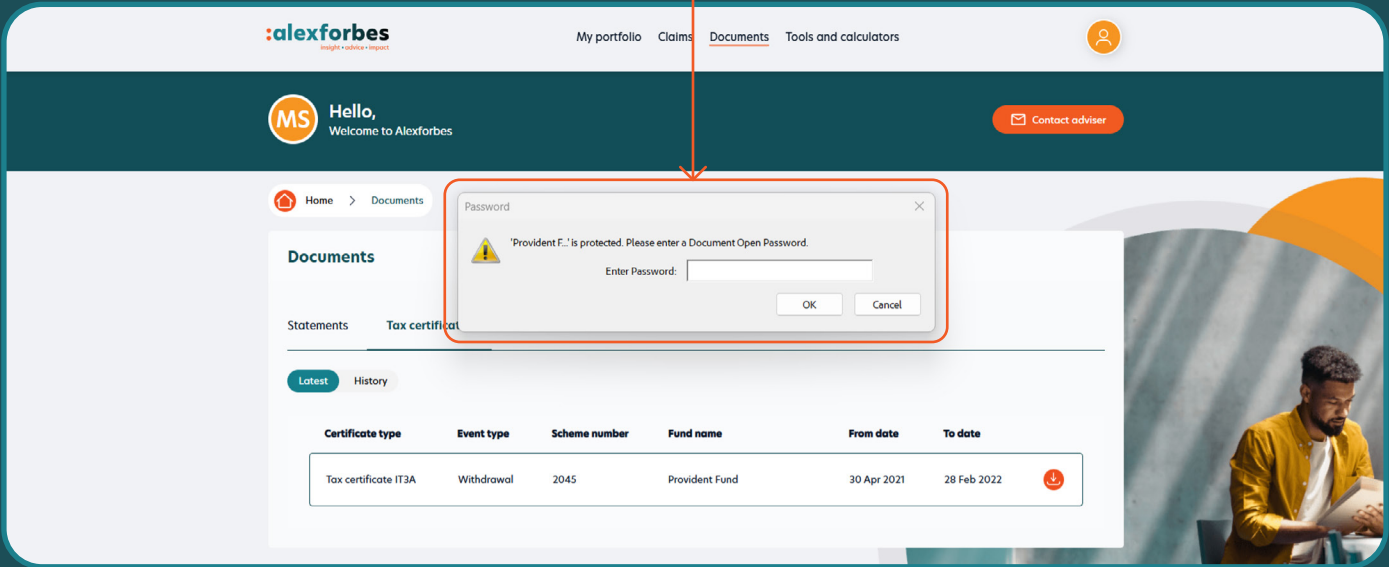 :alexforbes
insight • advice • impact
My portfolio Claims Documents Tools and calculators
MS
Hello,
Welcome to Alexforbes
Contact adviser
Home > Documents
Password
'Provident F...' is protected. Please enter a Document Open Password.
Enter Password:
OK Cancel
Documents
Statements Tax certificat
Latest History
Certificate type Event type Scheme number Fund name From date To date
Tax certificate IT3A Withdrawal 2045 Provident Fund 30 Apr 2021 28 Feb 2022